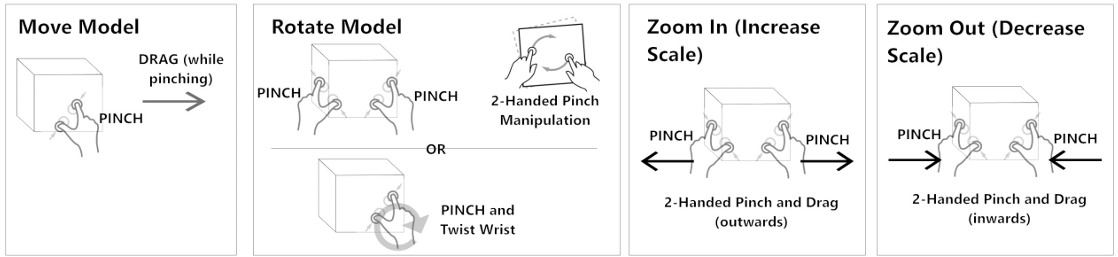 Move Model
DRAG (while
pinching)
PINCH
Rotate Model
PINCH
PINCH
2-Handed Pinch
Manipulation
OR
PINCH and
Twist Wrist
Zoom In (Increase
Scale)
PINCH
PINCH
2-Handed Pinch and Drag
(outwards)
Zoom Out (Decrease
Scale)
PINCH
PINCH
2-Handed Pinch and Drag
(inwards)